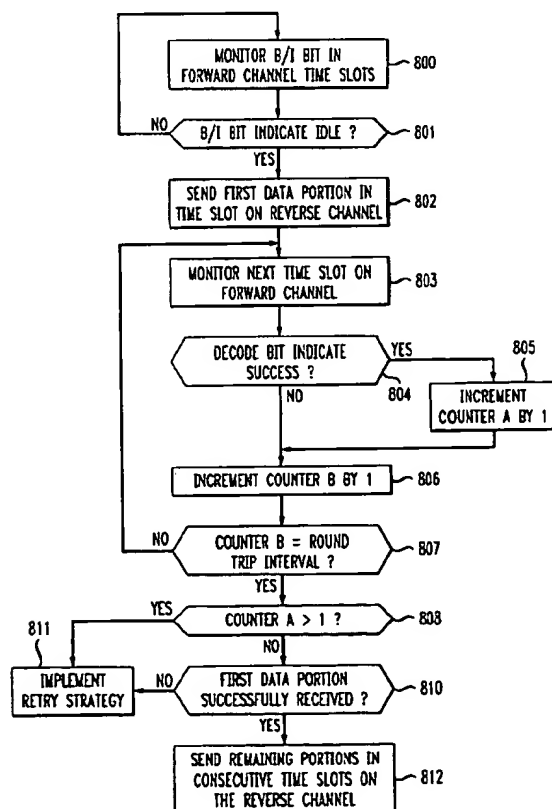 MONITOR B/I BIT IN
FORWARD CHANNEL TIME SLOTS
800
NO
B/I BIT INDICATE IDLE ?
801
YES
SEND FIRST DATA PORTION IN
TIME SLOT ON REVERSE CHANNEL
802
MONITOR NEXT TIME SLOT ON
FORWARD CHANNEL
803
DECODE BIT INDICATE
SUCCESS ?
YES
804
805
INCREMENT
COUNTER A BY 1
NO
INCREMENT COUNTER B BY 1
806
NO
COUNTER B = ROUND
TRIP INTERVAL ?
807
YES
YES
COUNTER A > 1 ?
808
811
NO
IMPLEMENT
RETRY STRATEGY
NO
FIRST DATA PORTION
SUCCESSFULLY RECEIVED ?
810
YES
SEND REMAINING PORTIONS IN
CONSECUTIVE TIME SLOTS ON
THE REVERSE CHANNEL
812